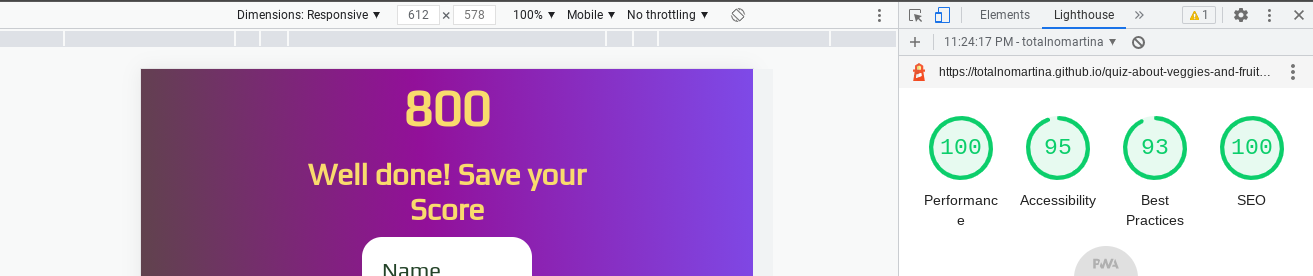 Dimensions: Responsive 612 × 578 100% Mobile No throttling
Elements Lighthouse 1
11:24:17 PM - totalnomartina
https://totalnomartina.github.io/quiz-about-veggies-and-fruit…
800
Well done! Save your
Score
Name
100 95 93 100
Performanc
e
Accessibility
Best
Practices
SEO
PWA